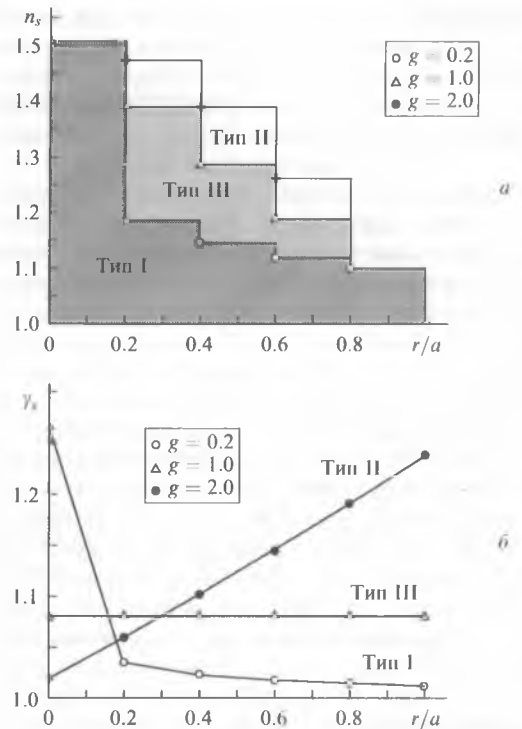 n_s
1.5
1.4
1.3
1.2
1.1
1.0
0 0.2 0.4 0.6 0.8 r/a
g = 0.2
g = 1.0
g = 2.0
Тип II
Тип III
Тип I
а
γ_s
1.2
1.1
1.0
0 0.2 0.4 0.6 0.8 r/a
g = 0.2
g = 1.0
g = 2.0
Тип II
Тип III
Тип I
б